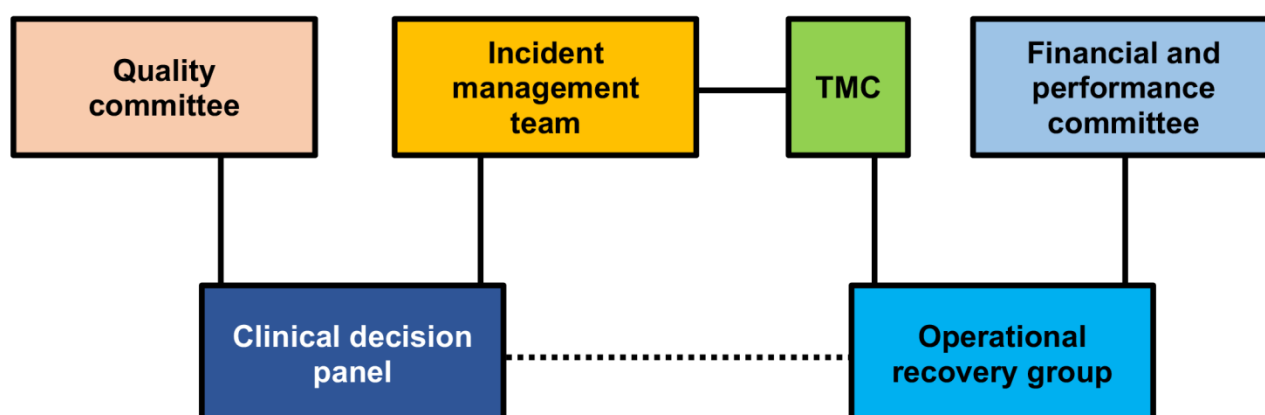 Quality
committee
Incident
management
team
TMC
Financial and
performance
committee
Clinical decision
panel
Operational
recovery group